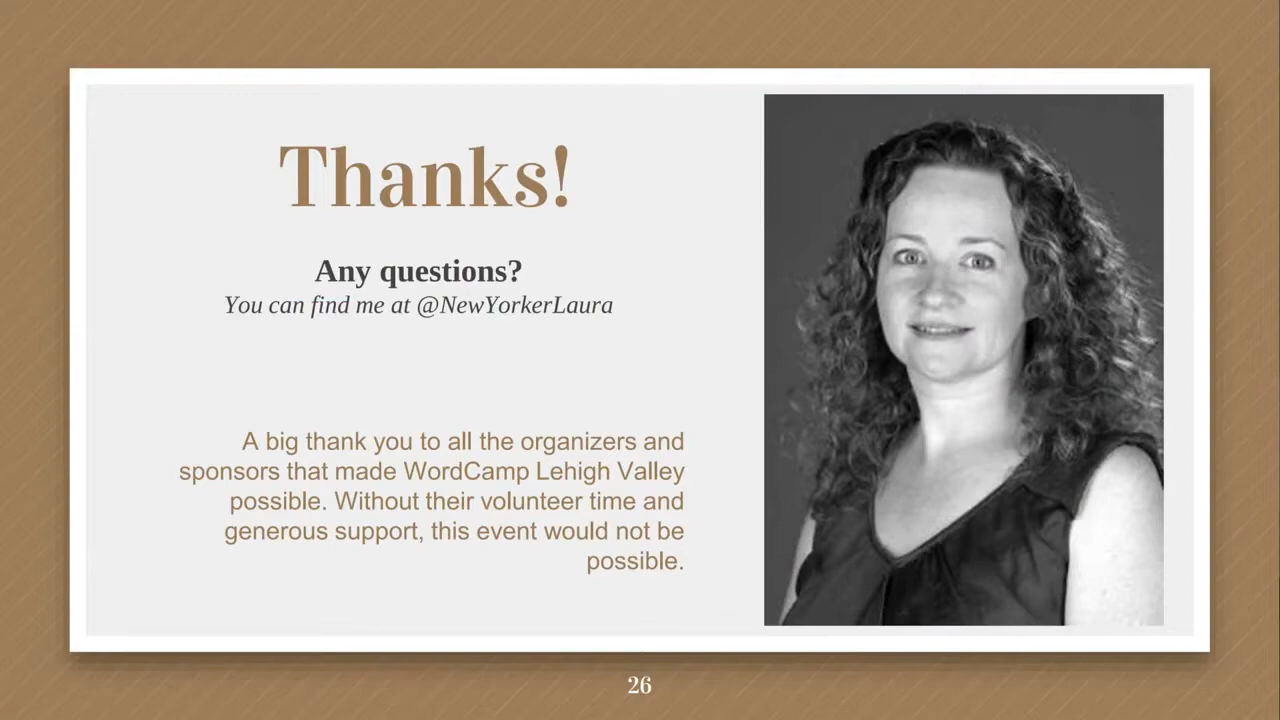 Thanks!
Any questions?
You can find me at @NewYorkerLaura
A big thank you to all the organizers and
sponsors that made WordCamp Lehigh Valley
possible. Without their volunteer time and
generous support, this event would not be
possible.
26